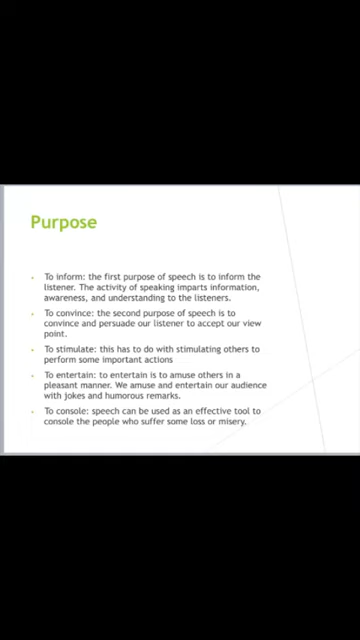 Purpose
To inform: the first purpose of speech is to inform the
listener. The activity of speaking imparts information,
awareness, and understanding to the listeners.
To convince: the second purpose of speech is to
convince and persuade our listener to accept our view
point.
To stimulate: this has to do with stimulating others to
perform some important actions
To entertain: to entertain is to amuse others in a
pleasant manner. We amuse and entertain our audience
with jokes and humorous remarks.
To console: speech can be used as an effective tool to
console the people who suffer some loss or misery.